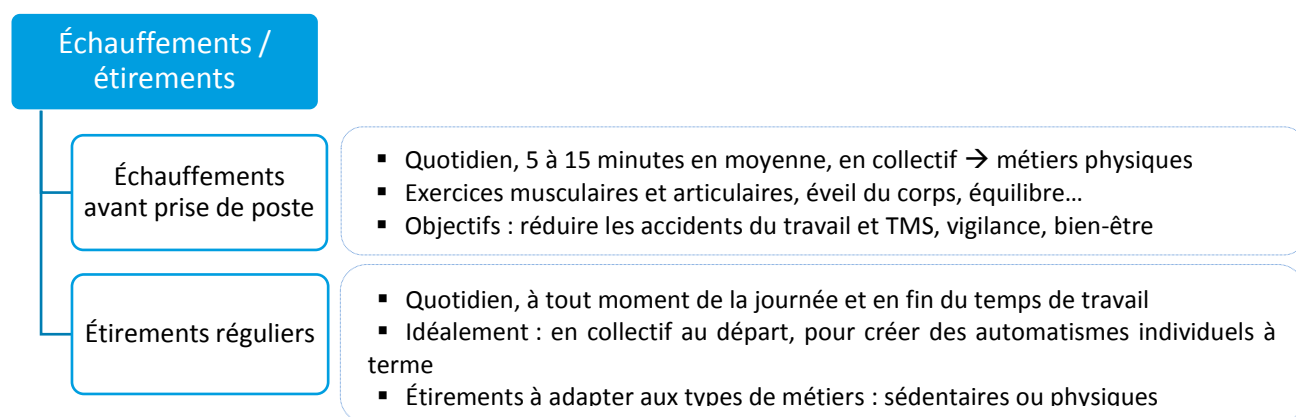 Échauffements /
étirements
Échauffements
avant prise de poste
▪ Quotidien, 5 à 15 minutes en moyenne, en collectif → métiers physiques
▪ Exercices musculaires et articulaires, éveil du corps, équilibre…
▪ Objectifs : réduire les accidents du travail et TMS, vigilance, bien-être
Étirements réguliers
▪ Quotidien, à tout moment de la journée et en fin du temps de travail
▪ Idéalement : en collectif au départ, pour créer des automatismes individuels à
terme
▪ Étirements à adapter aux types de métiers : sédentaires ou physiques